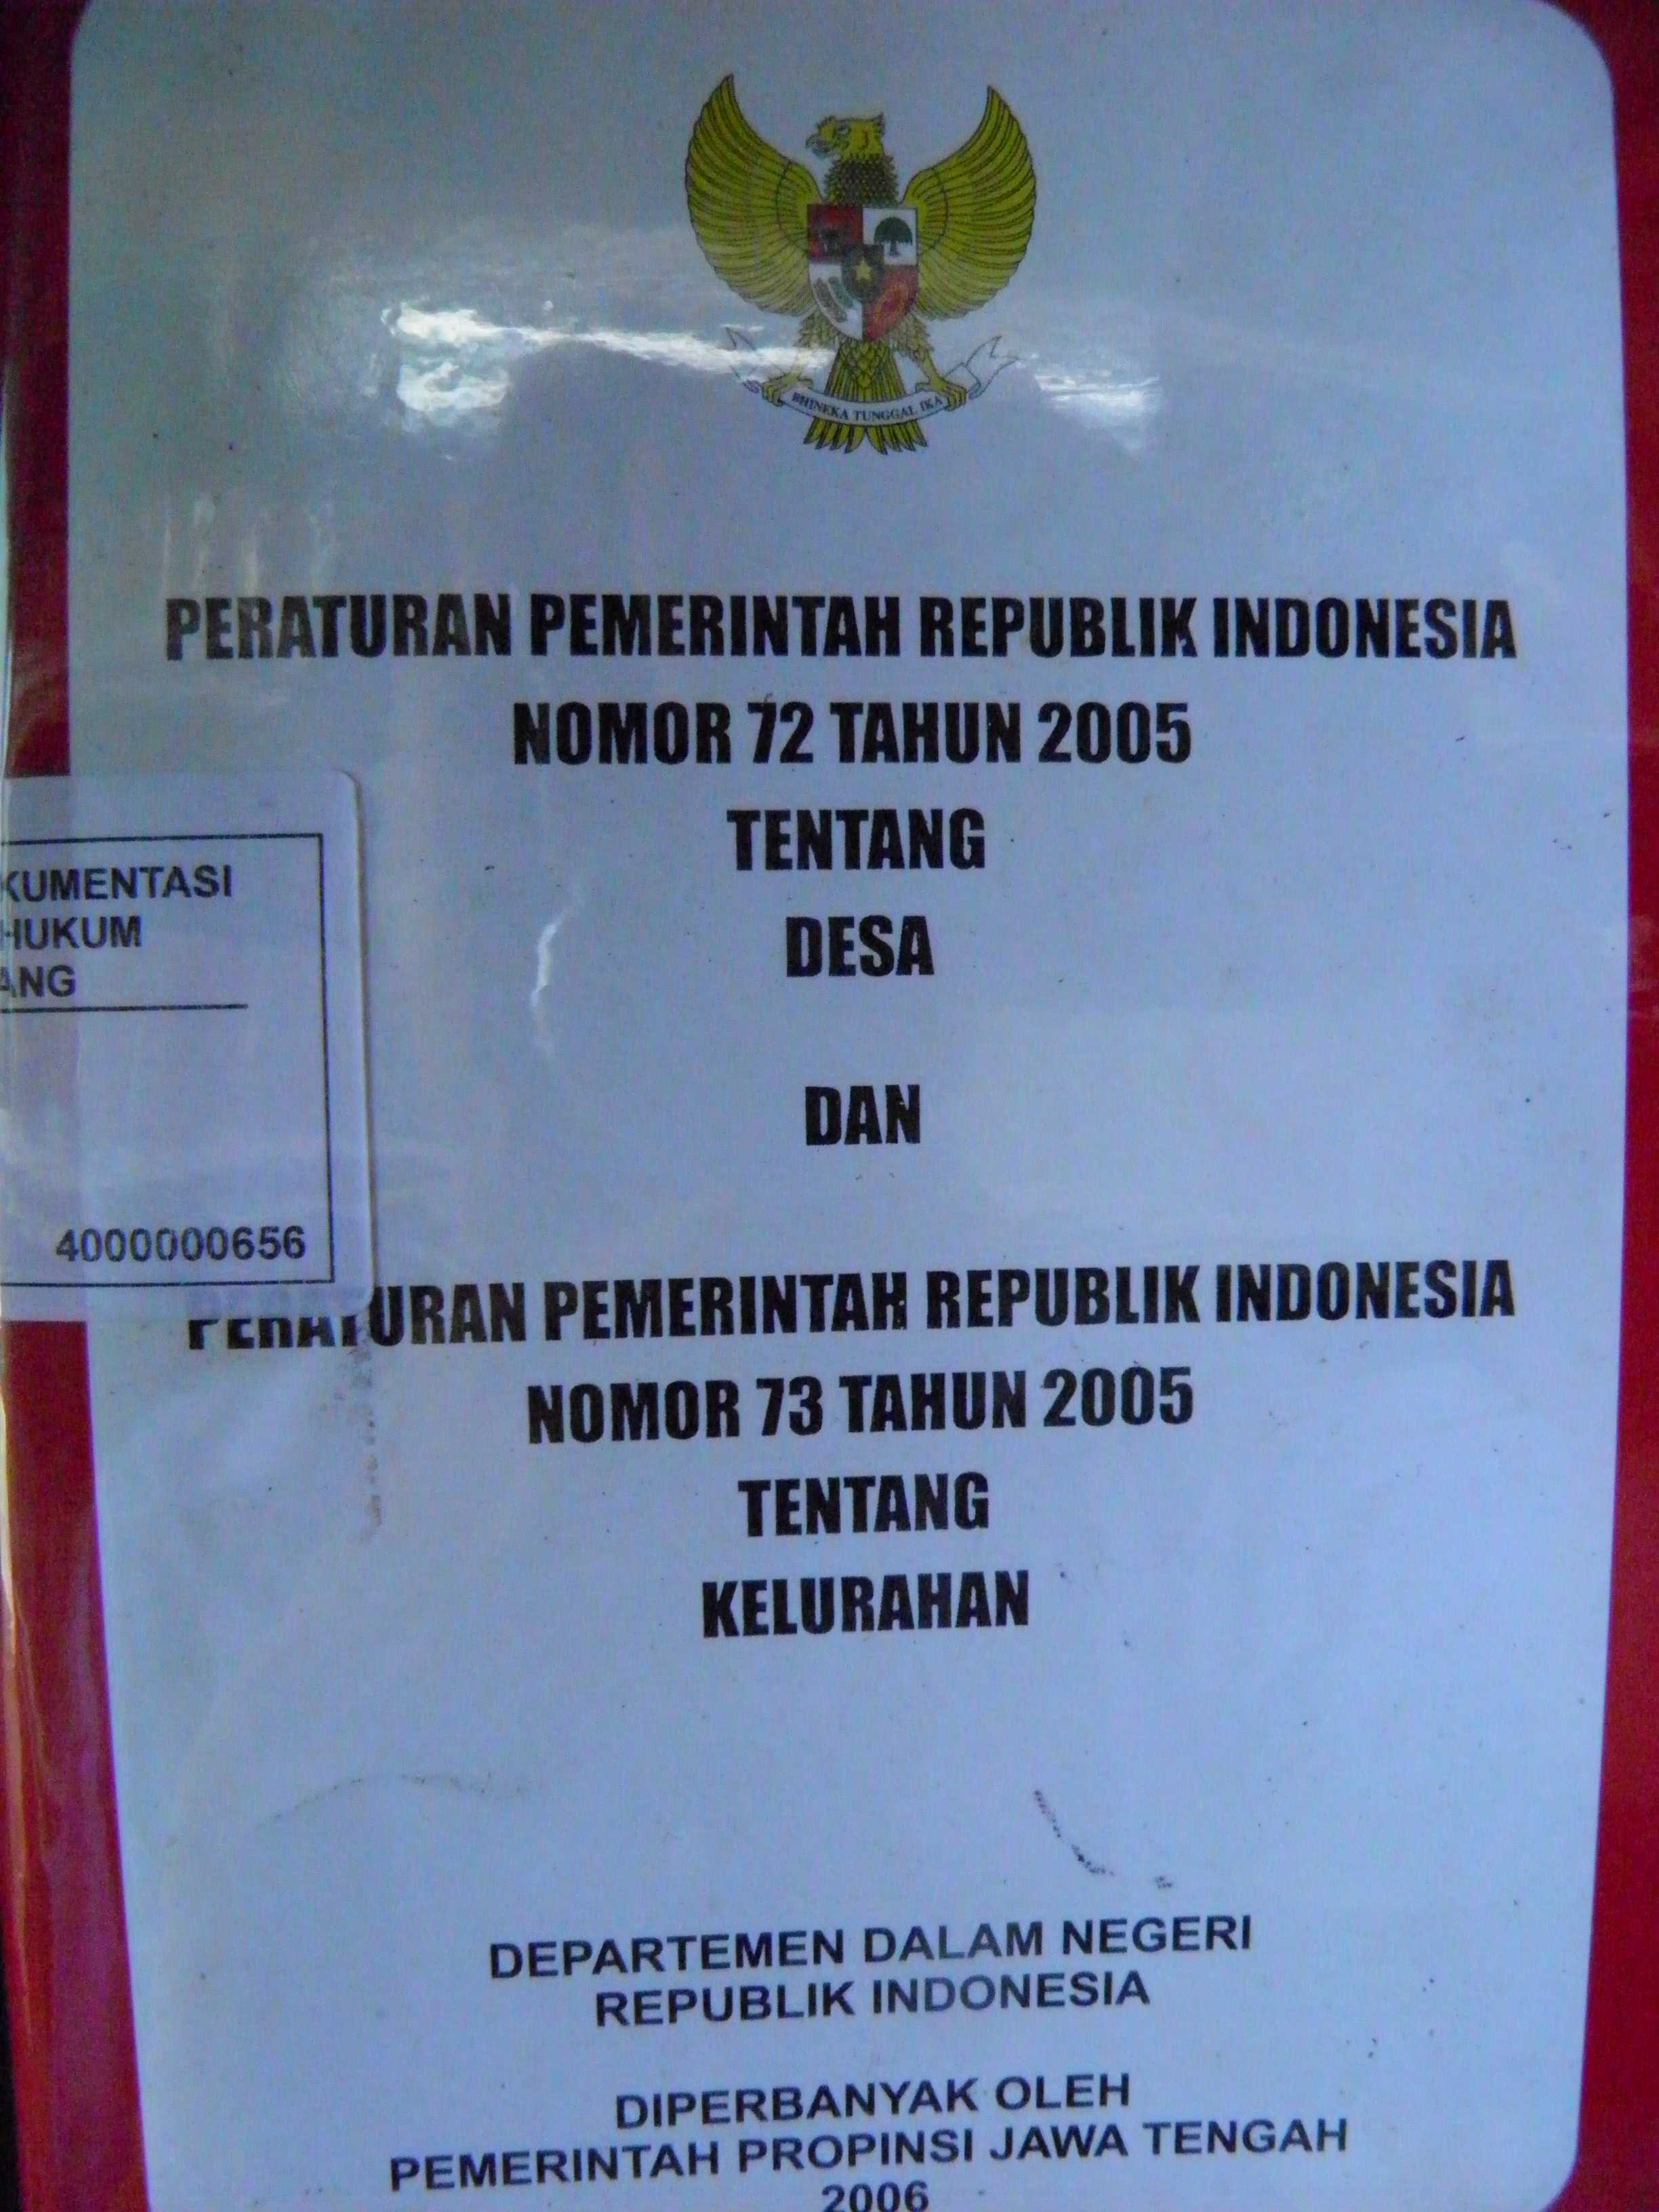 BHINEKA TUNGGAL IKA
PERATURAN PEMERINTAH REPUBLIK INDONESIA
NOMOR 72 TAHUN 2005
TENTANG
DESA
DAN
KUMENTASI
HUKUM
ANG
4000000656
PERATURAN PEMERINTAH REPUBLIK INDONESIA
NOMOR 73 TAHUN 2005
TENTANG
KELURAHAN
DEPARTEMEN DALAM NEGERI
REPUBLIK INDONESIA
DIPERBANYAK OLEH
PEMERINTAH PROPINSI JAWA TENGAH
2006